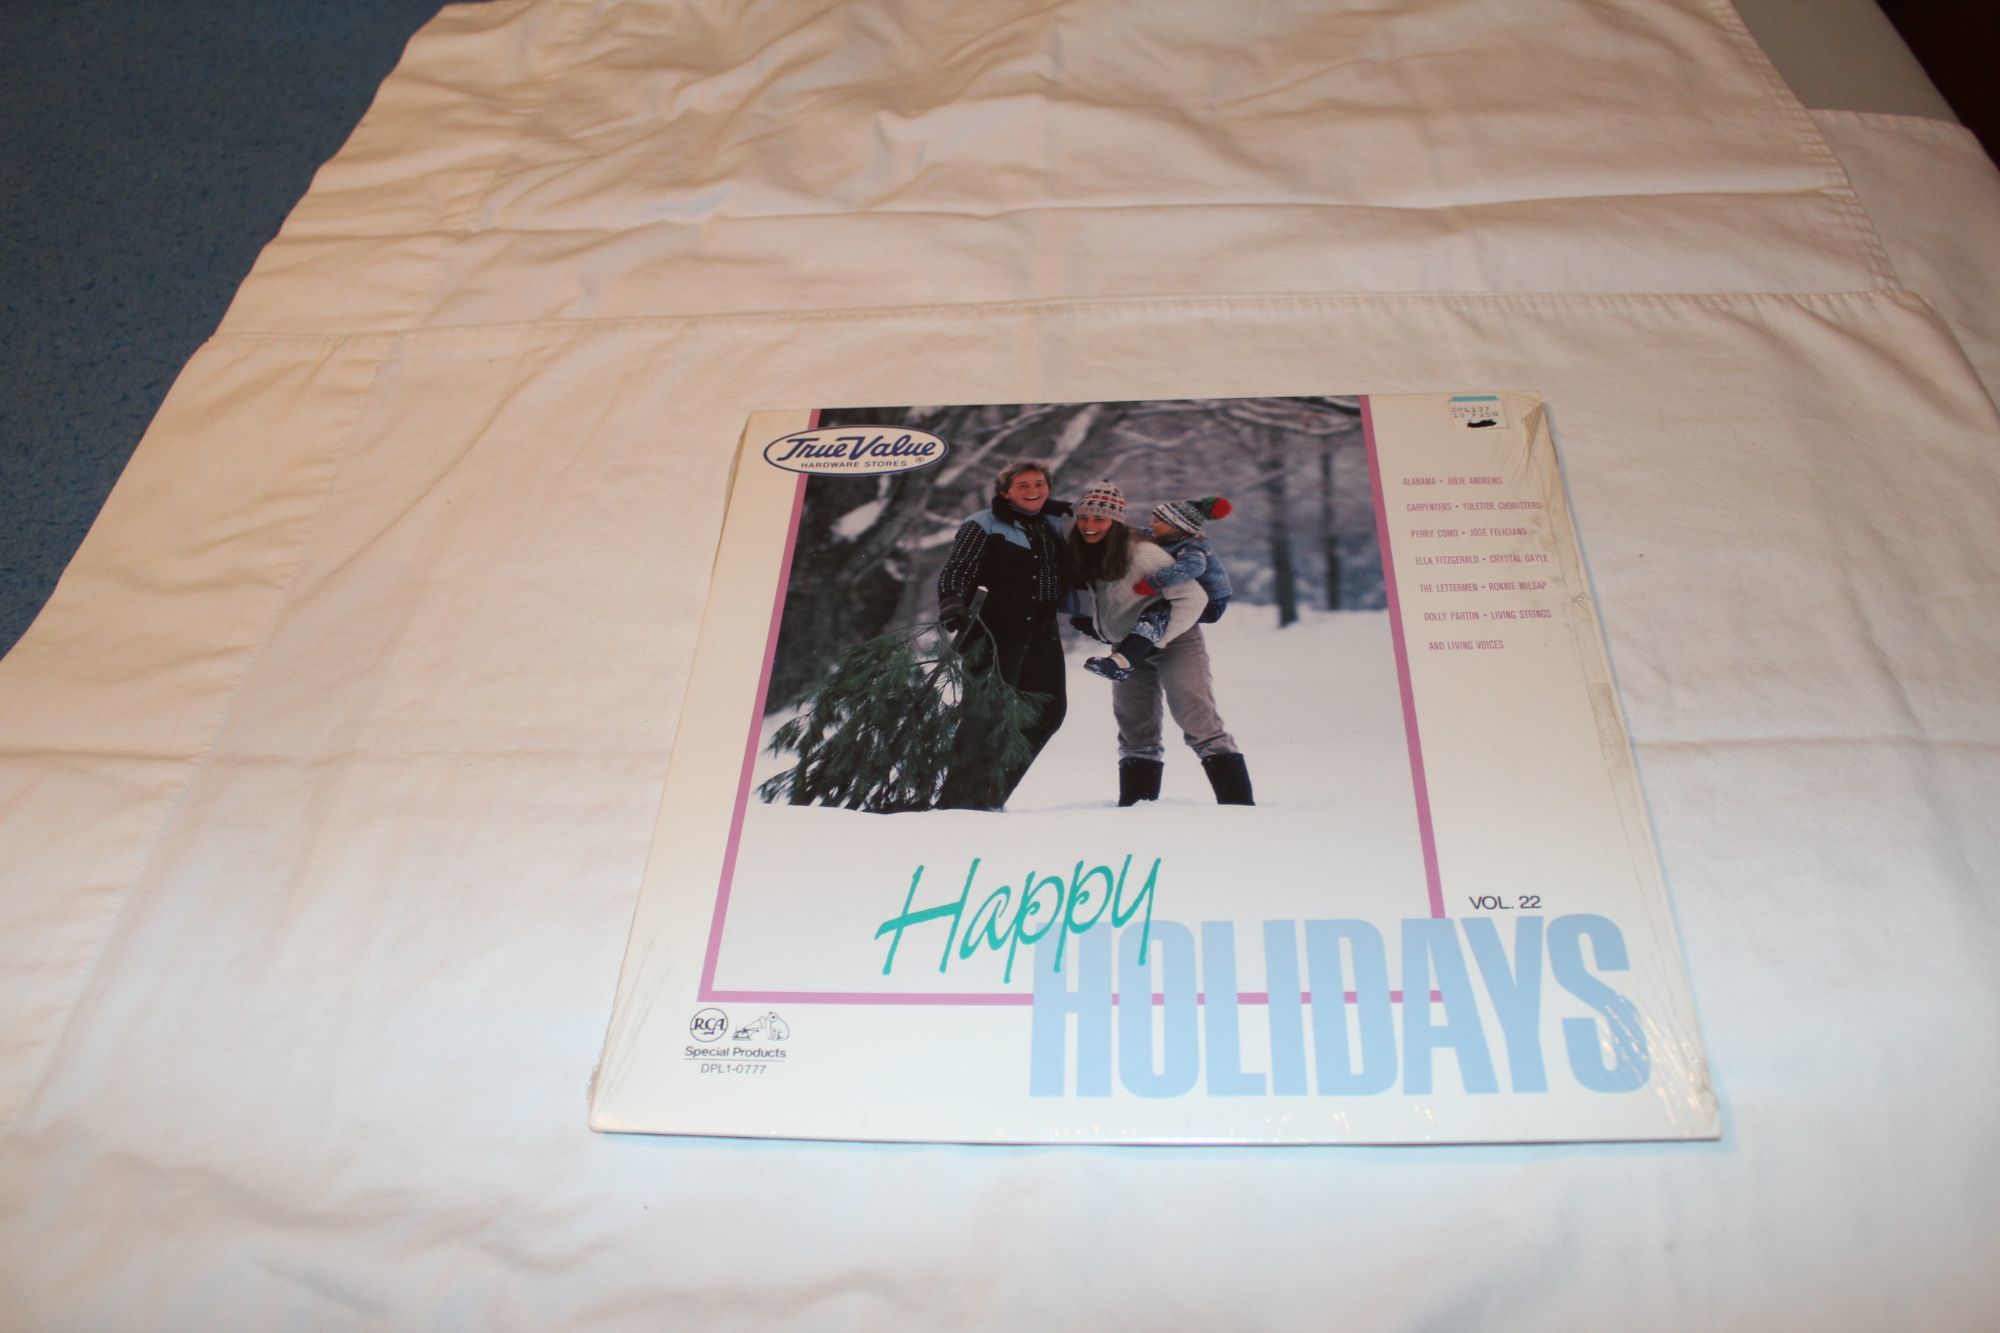 True Value
HARDWARE STORES ®
ALABAMA • JULIE ANDREWS
CARPENTERS • YULETIDE CHORISTERS
PERRY COMO • JOSE FELICIANO
ELLA FITZGERALD • CRYSTAL GAYLE
THE LETTERMEN • RONNIE MILSAP
DOLLY PARTON • LIVING STRINGS
AND LIVING VOICES
VOL. 22
Happy
HOLIDAYS
RCA
Special Products
DPL1-0777